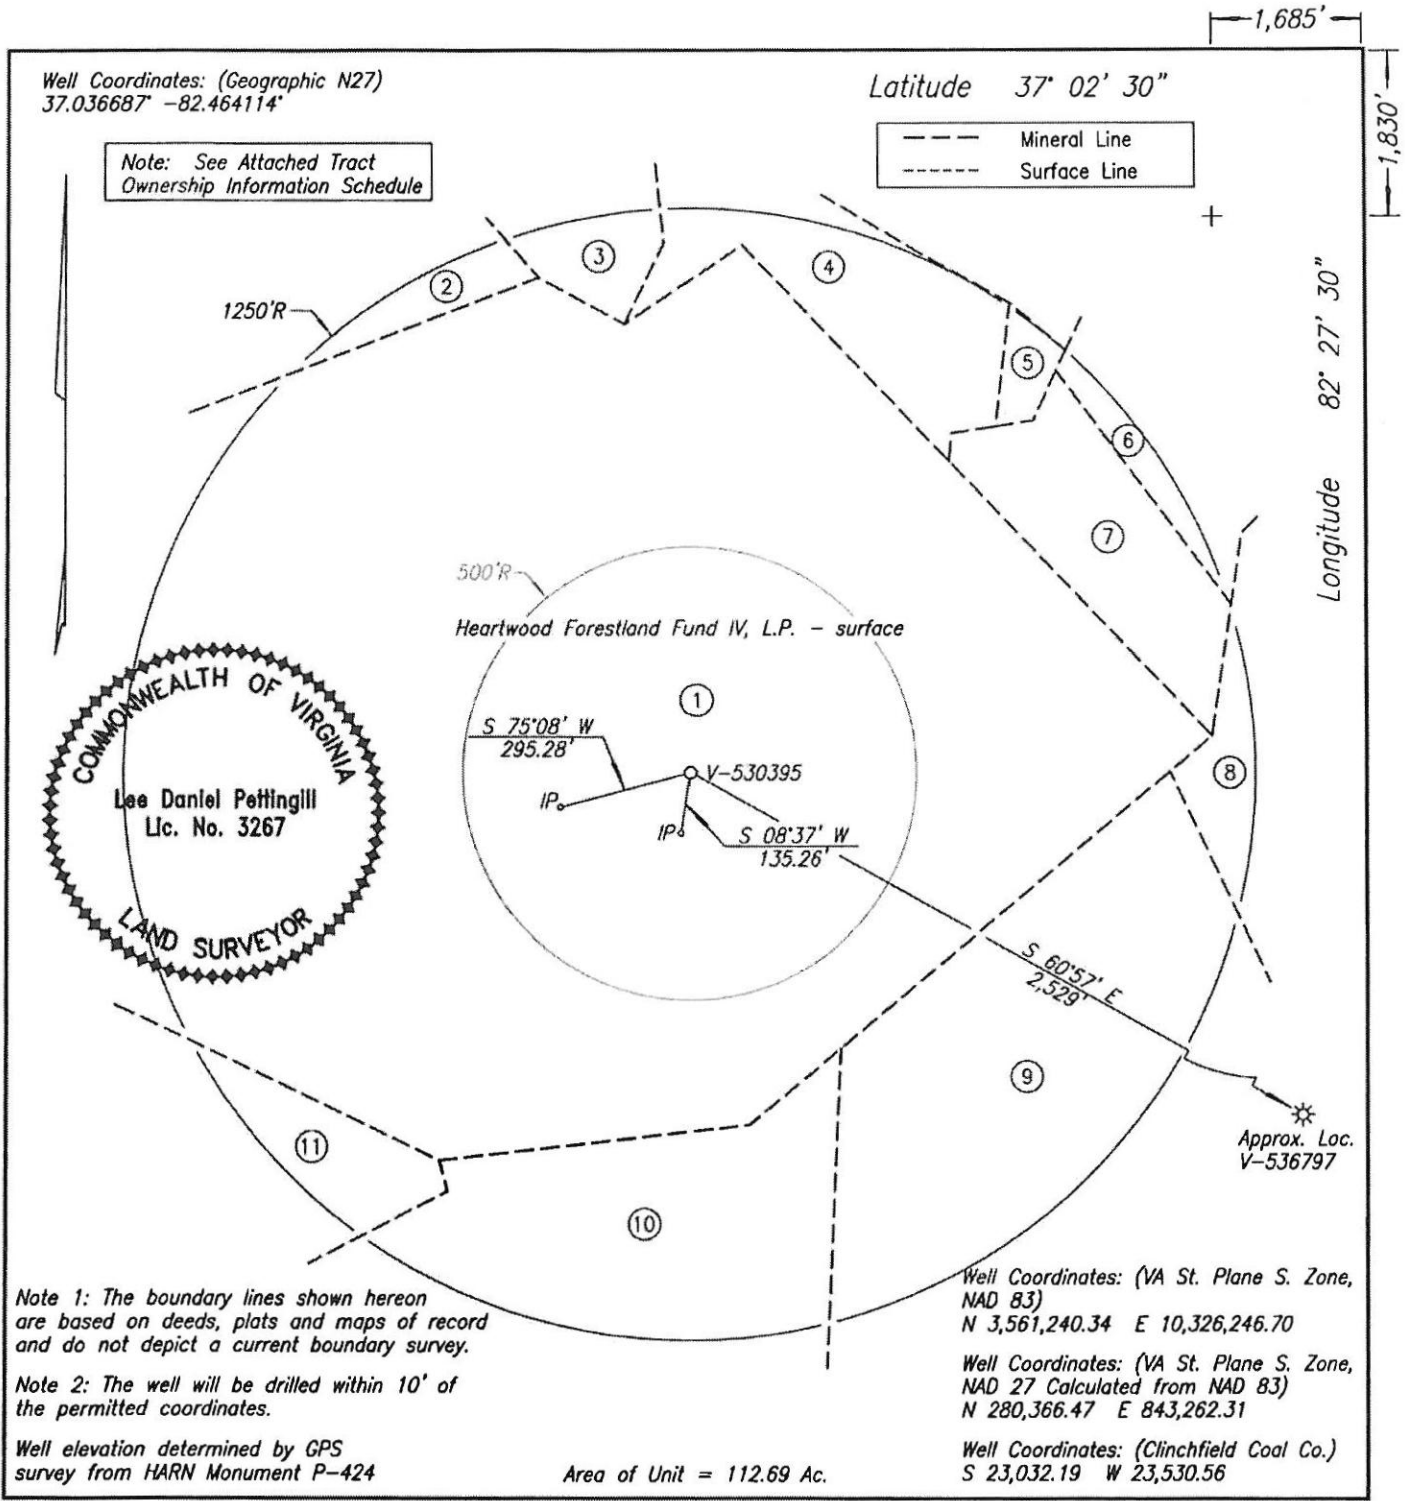 1,685'
Well Coordinates: (Geographic N27)
37.036687° -82.464114°
Latitude 37° 02' 30"
1,830'
Note: See Attached Tract
Ownership Information Schedule
Mineral Line
Surface Line
Longitude 82° 27' 30"
3
2
4
1250'R
5
6
7
500'R
Heartwood Forestland Fund IV, L.P. - surface
1
S 75°08' W
295.28'
V-530395
8
IP
IP
S 08°37' W
135.26'
COMMONWEALTH OF VIRGINIA
Lee Daniel Pettingill
Lic. No. 3267
LAND SURVEYOR
S 60°57' E
2,529'
9
Approx. Loc.
V-536797
11
10
Note 1: The boundary lines shown hereon
are based on deeds, plats and maps of record
and do not depict a current boundary survey.
Note 2: The well will be drilled within 10' of
the permitted coordinates.
Well elevation determined by GPS
survey from HARN Monument P-424
Area of Unit = 112.69 Ac.
Well Coordinates: (VA St. Plane S. Zone,
NAD 83)
N 3,561,240.34 E 10,326,246.70
Well Coordinates: (VA St. Plane S. Zone,
NAD 27 Calculated from NAD 83)
N 280,366.47 E 843,262.31
Well Coordinates: (Clinchfield Coal Co.)
S 23,032.19 W 23,530.56